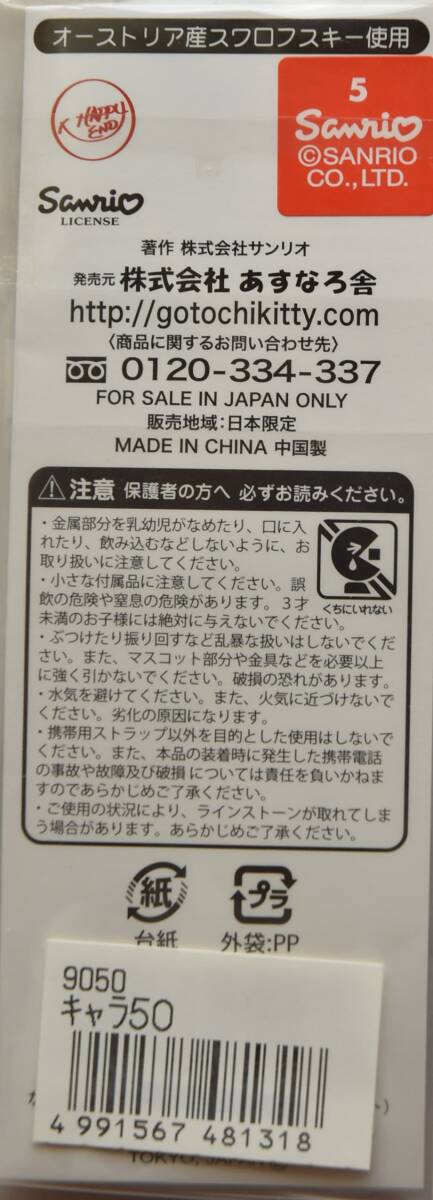 オーストリア産スワロフスキー使用
K HAPPY END
5
Sanrio
©SANRIO
CO.,LTD.
Sanrio
LICENSE
著作 株式会社サンリオ
発売元 株式会社 あすなろ舎
http://gotochikitty.com
〈商品に関するお問い合わせ先〉
0120-334-337
FOR SALE IN JAPAN ONLY
販売地域:日本限定
MADE IN CHINA 中国製
注意 保護者の方へ 必ずお読みください。
・金属部分を乳幼児がなめたり、口に入
れたり、飲み込むなどしないように、お
取り扱いに注意してください。
・小さな付属品に注意してください。誤
飲の危険や窒息の危険があります。3才
未満のお子様には絶対に与えないでください。
くちにいれない
・ぶつけたり振り回すなど乱暴な扱いはしないでくだ
さい。また、マスコット部分や金具などを必要以上
に強く引かないでください。破損の恐れがあります。
・水気を避けてください。また、火気に近づけないで
ください。劣化の原因になります。
・携帯用ストラップ以外を目的とした使用はしないで
ください。また、本品の装着時に発生した携帯電話
の事故や故障及び破損 については責任を負いかねま
すのであらかじめご了承ください。
・ご使用の状況により、ラインストーンが取れてしま
う場合があります。あらかじめご了承ください。
紙
プラ
台紙
外袋:PP
9050
キャラ50
4 991567 481318
TOKYO, JAPAN